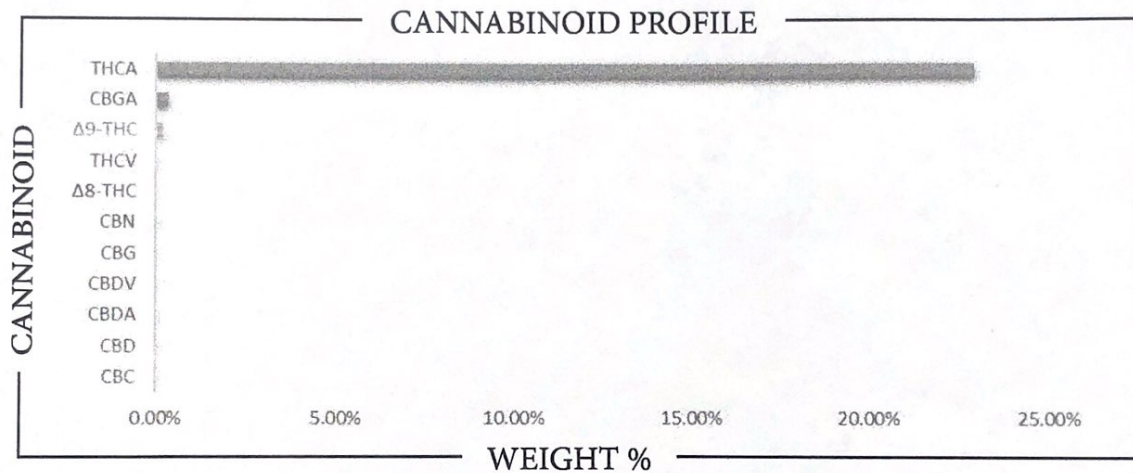 CANNABINOID PROFILE
CANNABINOID
THCA
CBGA
Δ9-THC
THCV
Δ8-THC
CBN
CBG
CBDV
CBDA
CBD
CBC
0.00% 5.00% 10.00% 15.00% 20.00% 25.00%
WEIGHT %